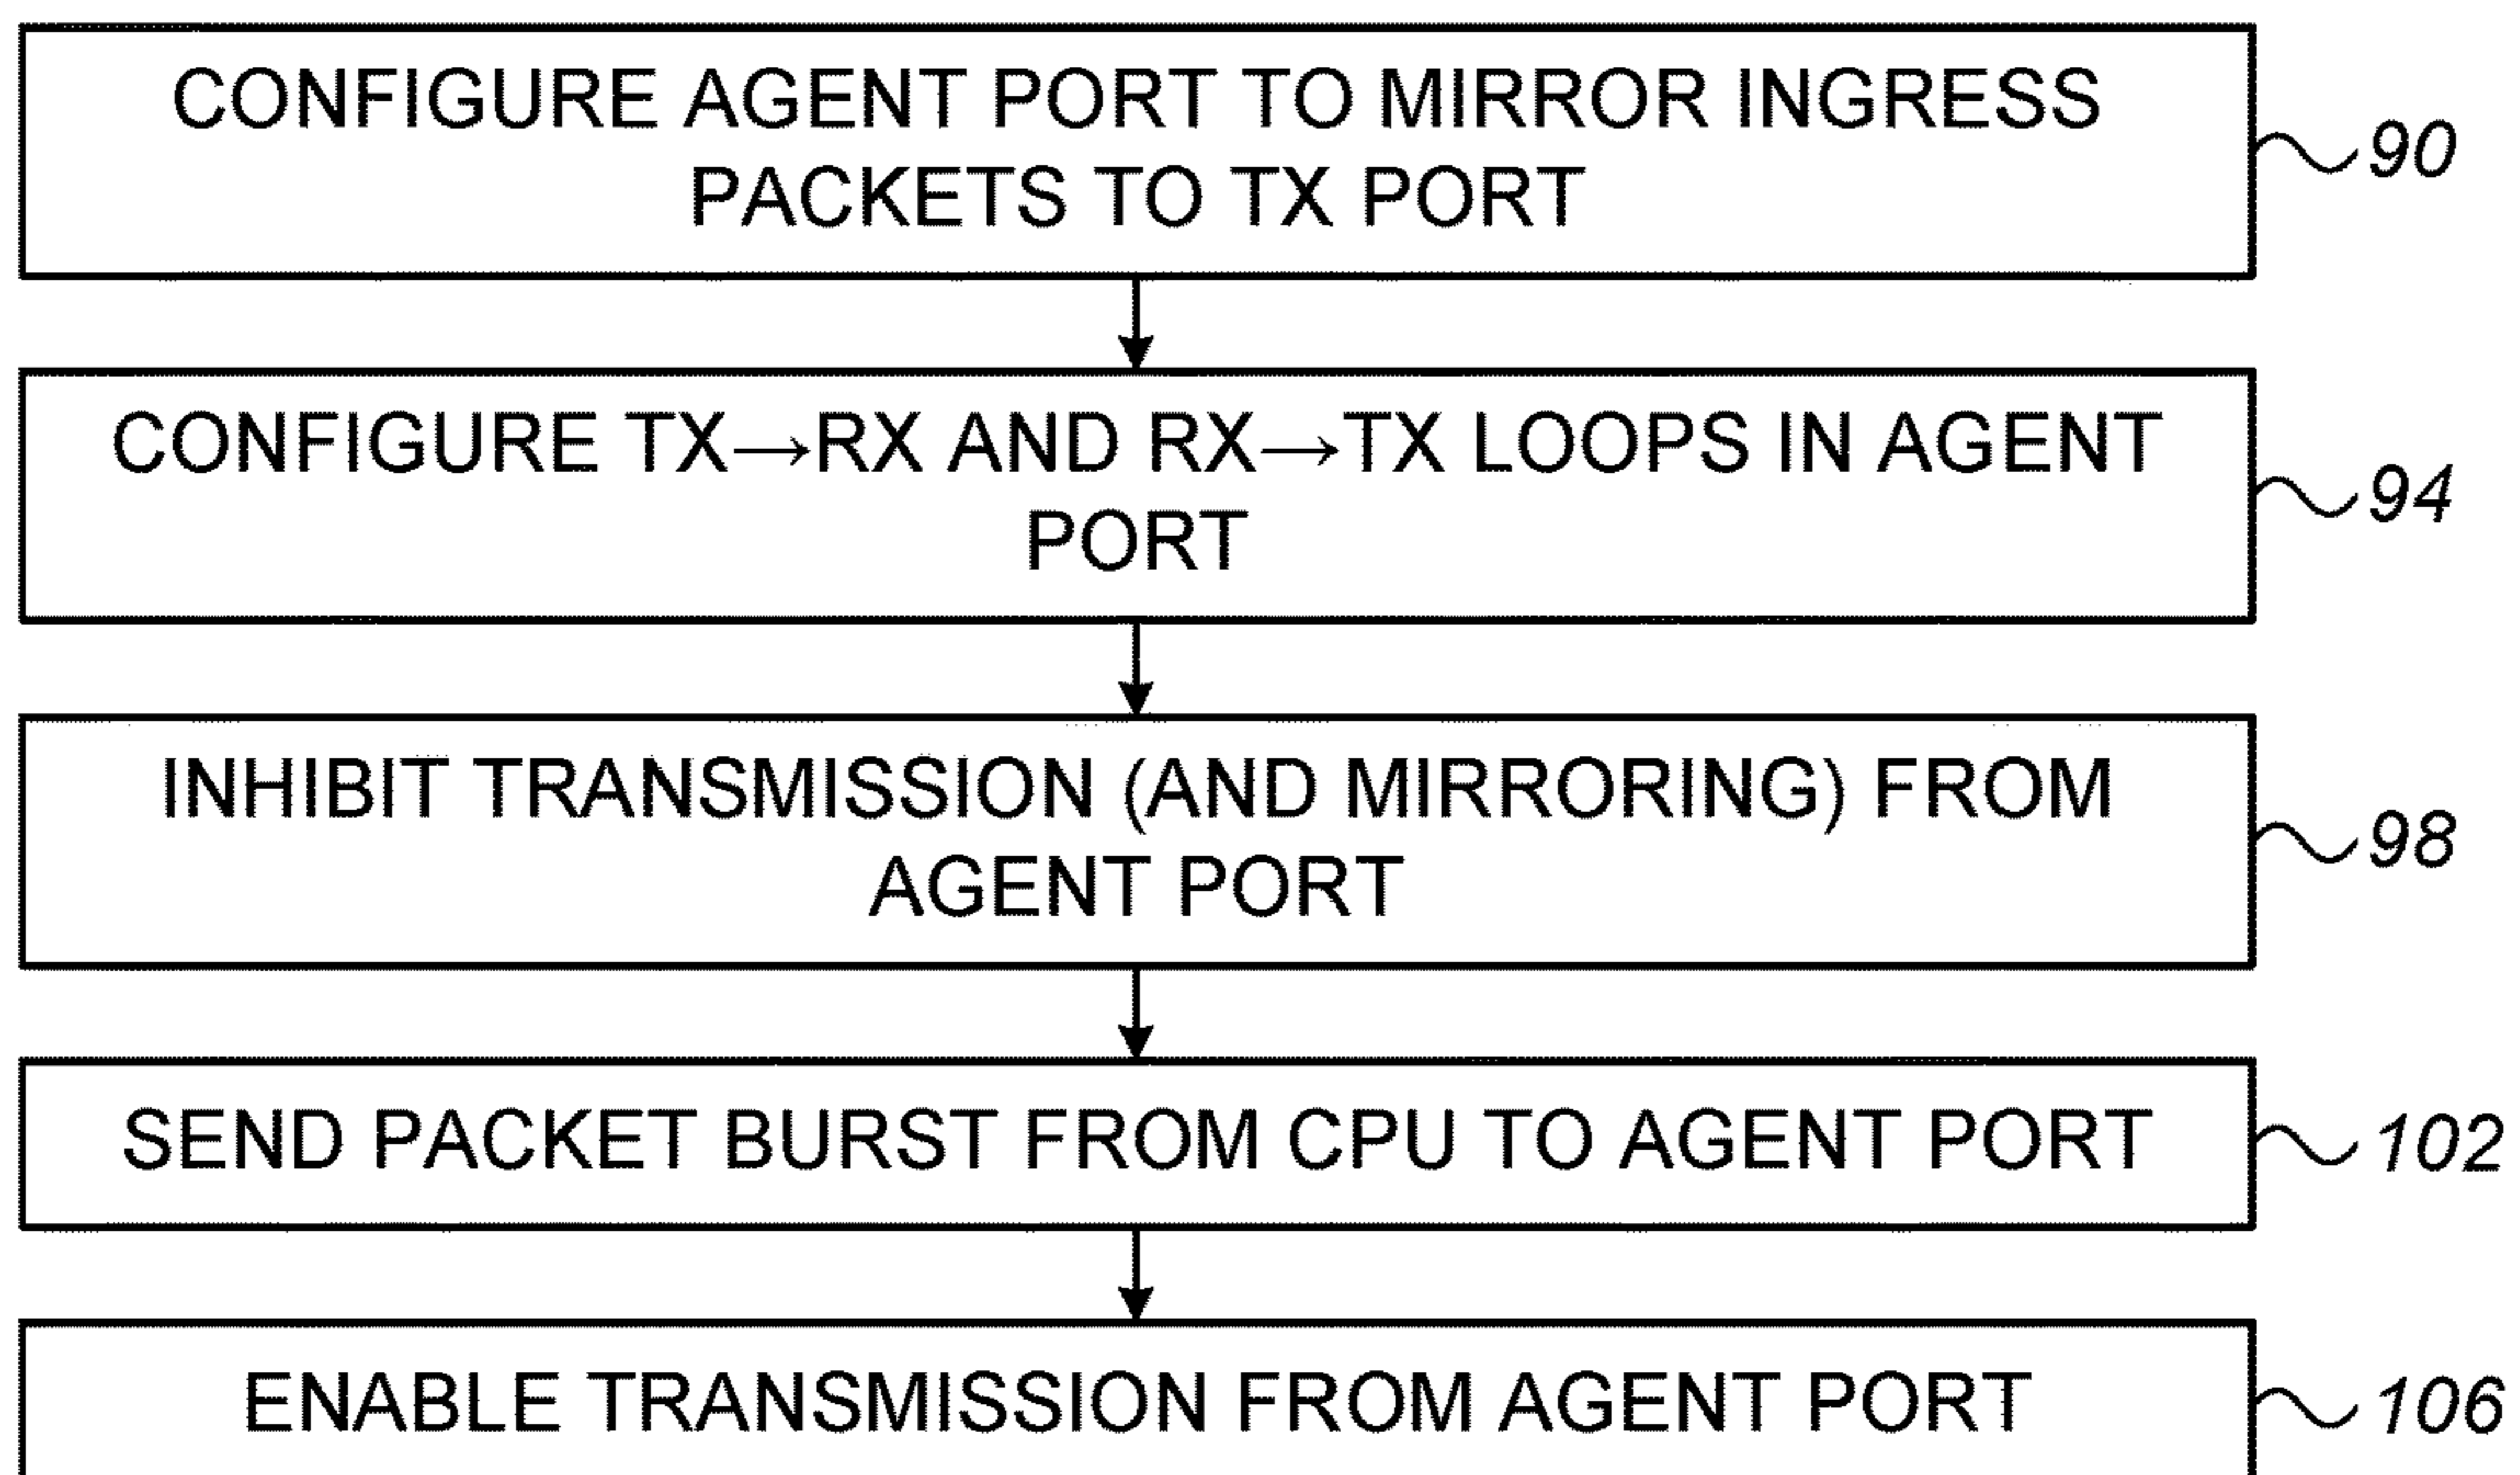 CONFIGURE AGENT PORT TO MIRROR INGRESS
PACKETS TO TX PORT
90
CONFIGURE TX→RX AND RX→TX LOOPS IN AGENT
PORT
94
INHIBIT TRANSMISSION (AND MIRRORING) FROM
AGENT PORT
98
SEND PACKET BURST FROM CPU TO AGENT PORT
102
ENABLE TRANSMISSION FROM AGENT PORT
106